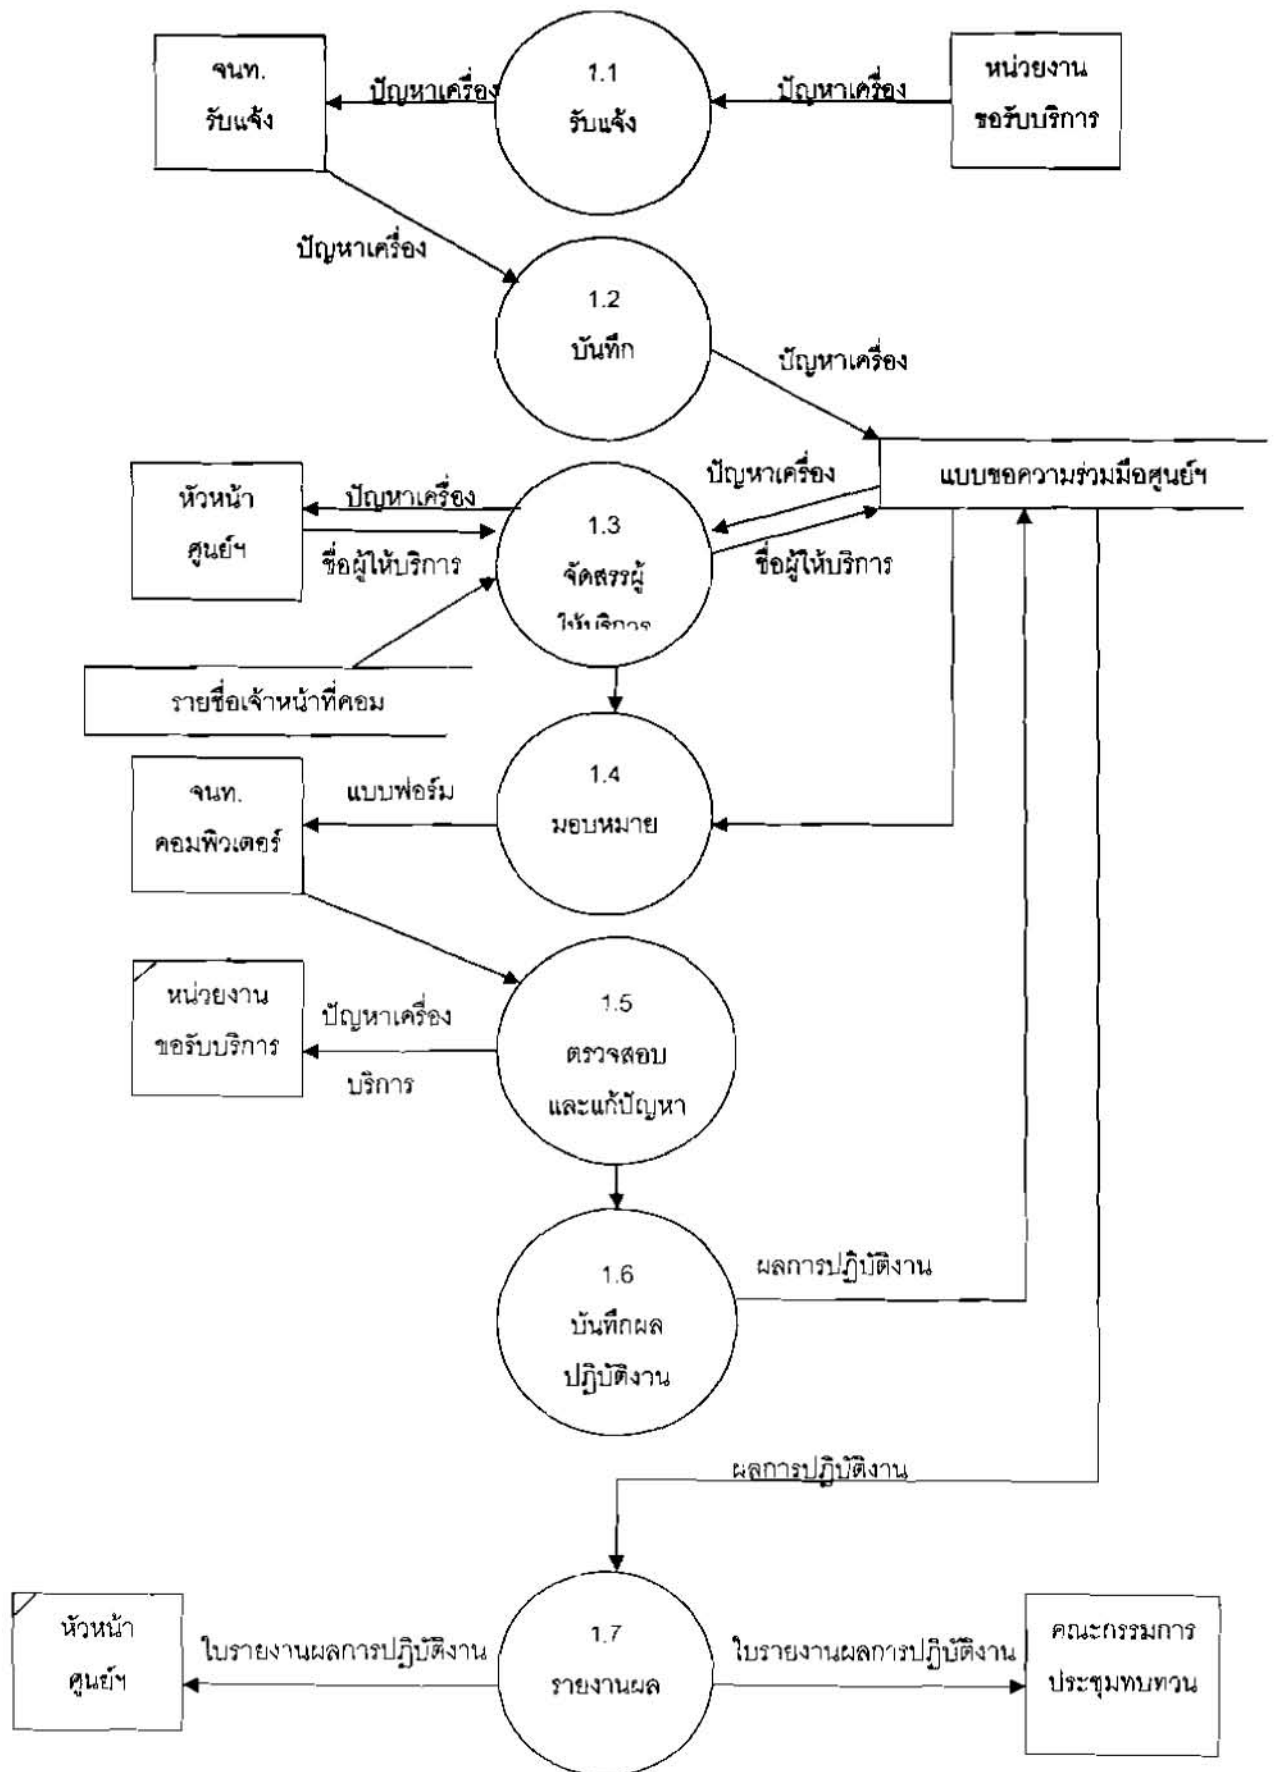 จนท.
รับแจ้ง
ปัญหาเครื่อง
1.1
รับแจ้ง
ปัญหาเครื่อง
หน่วยงาน
ขอรับบริการ
ปัญหาเครื่อง
1.2
บันทึก
ปัญหาเครื่อง
แบบขอความร่วมมือศูนย์ฯ
หัวหน้า
ศูนย์ฯ
ปัญหาเครื่อง
ชื่อผู้ให้บริการ
1.3
จัดสรรผู้
ให้บริการ
ปัญหาเครื่อง
ชื่อผู้ให้บริการ
รายชื่อเจ้าหน้าที่คอม
จนท.
คอมพิวเตอร์
แบบฟอร์ม
1.4
มอบหมาย
หน่วยงาน
ขอรับบริการ
ปัญหาเครื่อง
บริการ
1.5
ตรวจสอบ
และแก้ปัญหา
1.6
บันทึกผล
ปฏิบัติงาน
ผลการปฏิบัติงาน
ผลการปฏิบัติงาน
หัวหน้า
ศูนย์ฯ
ใบรายงานผลการปฏิบัติงาน
1.7
รายงานผล
ใบรายงานผลการปฏิบัติงาน
คณะกรรมการ
ประชุมทบทวน